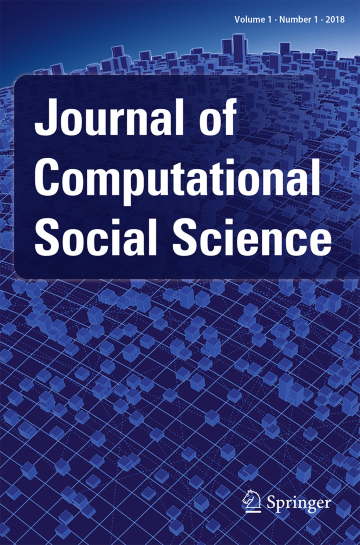 Volume 1 · Number 1 · 2018
Journal of
Computational
Social Science
Springer